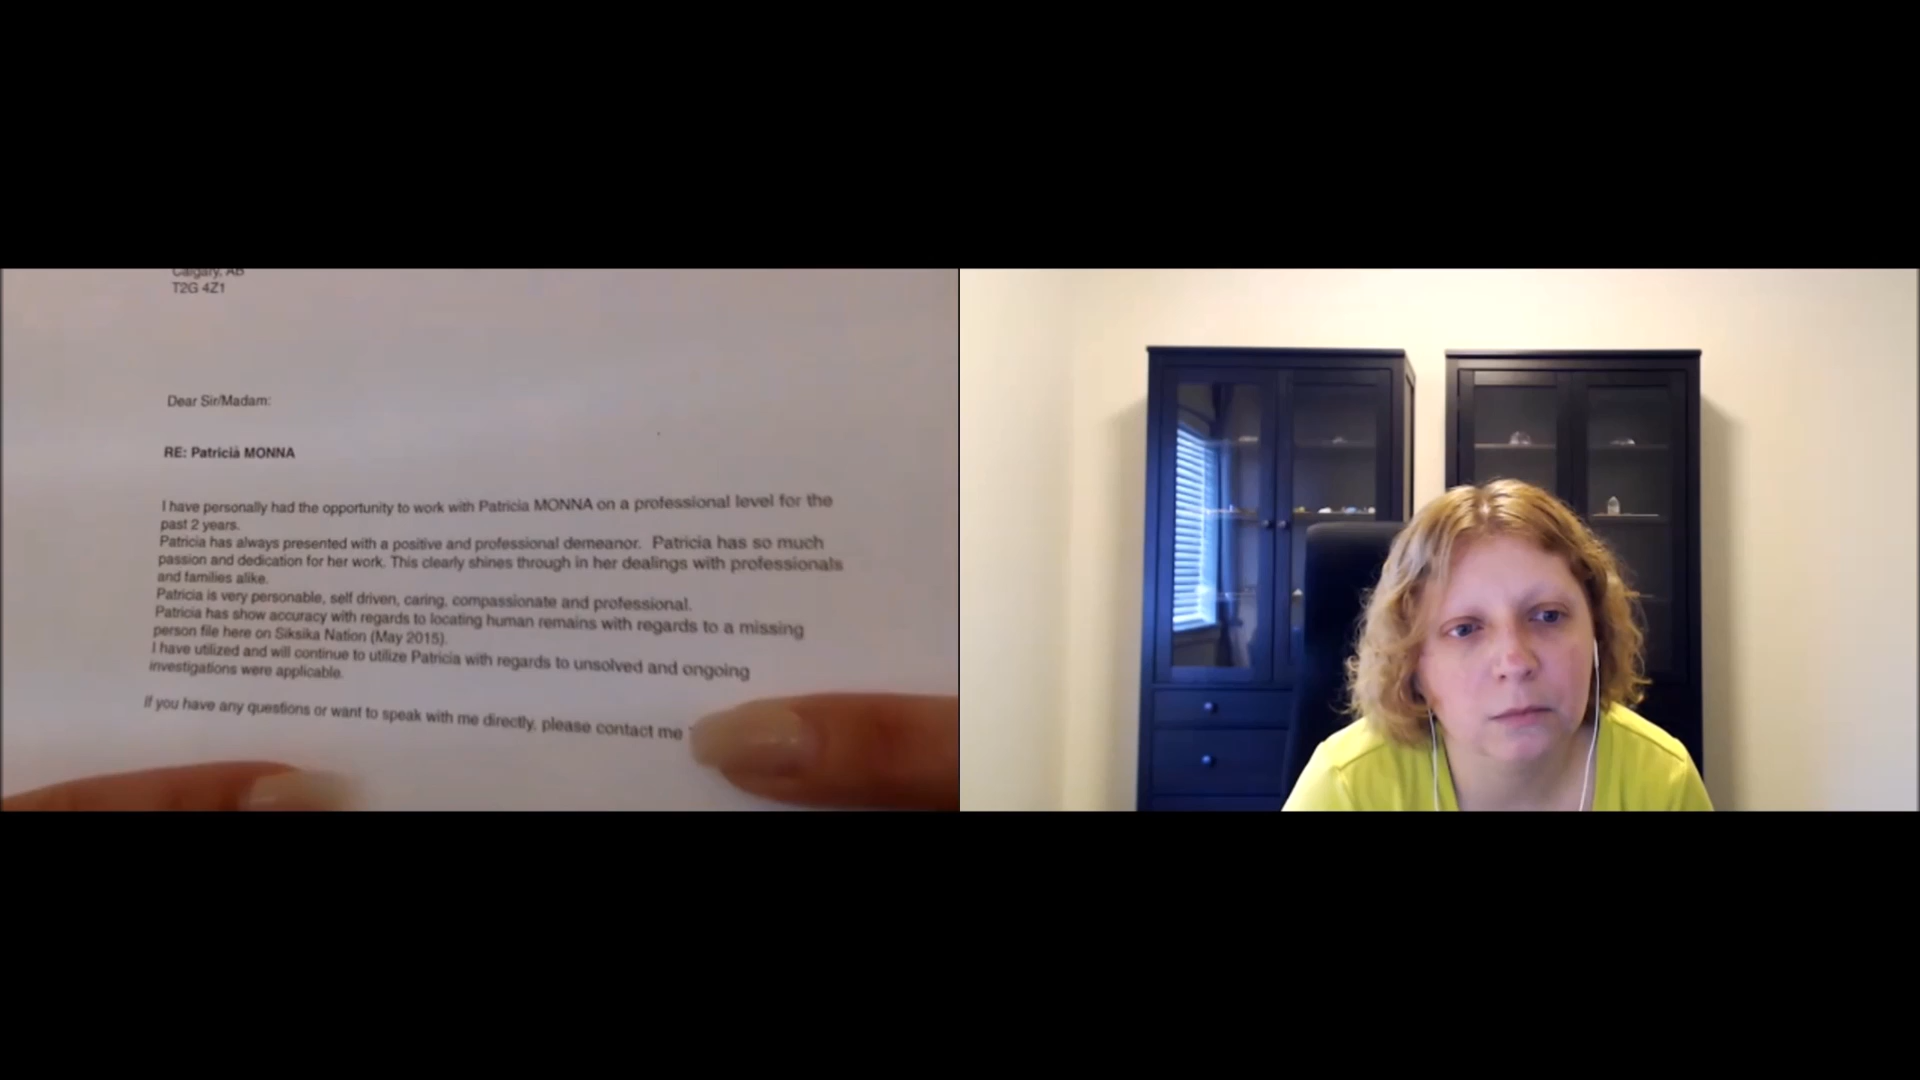 Calgary, AB
T2G 4Z1
Dear Sir/Madam:
RE: Patricia MONNA
I have personally had the opportunity to work with Patricia MONNA on a professional level for the
past 2 years.
Patricia has always presented with a positive and professional demeanor. Patricia has so much
passion and dedication for her work. This clearly shines through in her dealings with professionals
and families alike.
Patricia is very personable, self driven, caring, compassionate and professional.
Patricia has show accuracy with regards to locating human remains with regards to a missing
person file here on Siksika Nation (May 2015).
I have utilized and will continue to utilize Patricia with regards to unsolved and ongoing
investigations were applicable.
If you have any questions or want to speak with me directly, please contact me